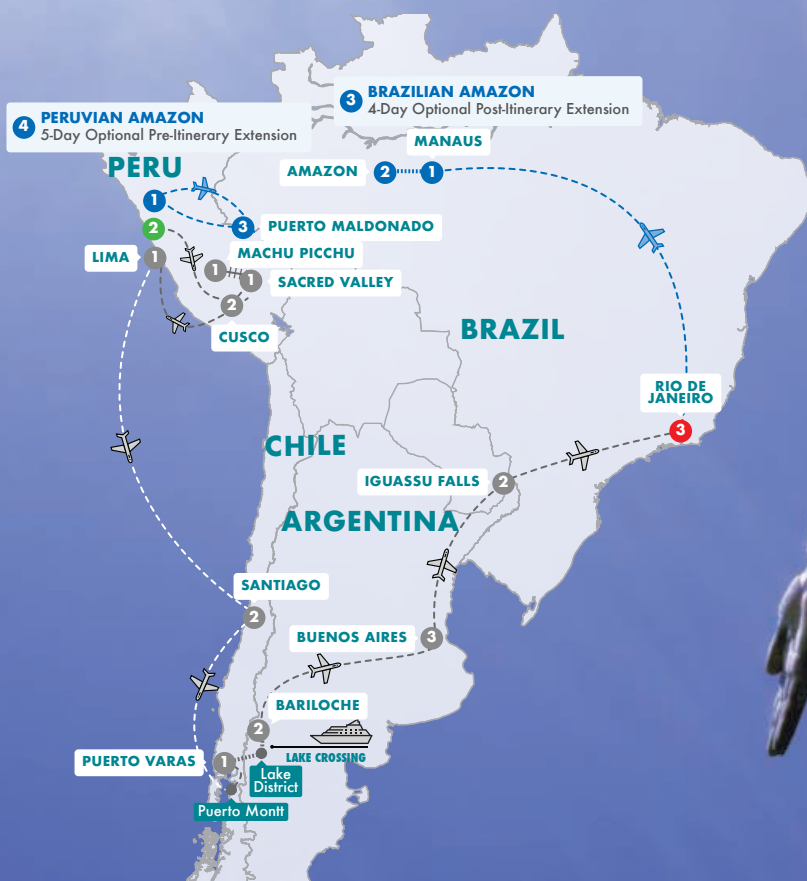 3
BRAZILIAN AMAZON
4-Day Optional Post-Itinerary Extension
4
PERUVIAN AMAZON
5-Day Optional Pre-Itinerary Extension
MANAUS
PERU
AMAZON
2
1
1
2
3
PUERTO MALDONADO
LIMA
1
MACHU PICCHU
1
1
SACRED VALLEY
2
CUSCO
BRAZIL
RIO DE
JANEIRO
3
CHILE
IGUASSU FALLS
2
ARGENTINA
SANTIAGO
2
BUENOS AIRES
3
BARILOCHE
2
LAKE CROSSING
PUERTO VARAS
1
Lake
District
Puerto Montt